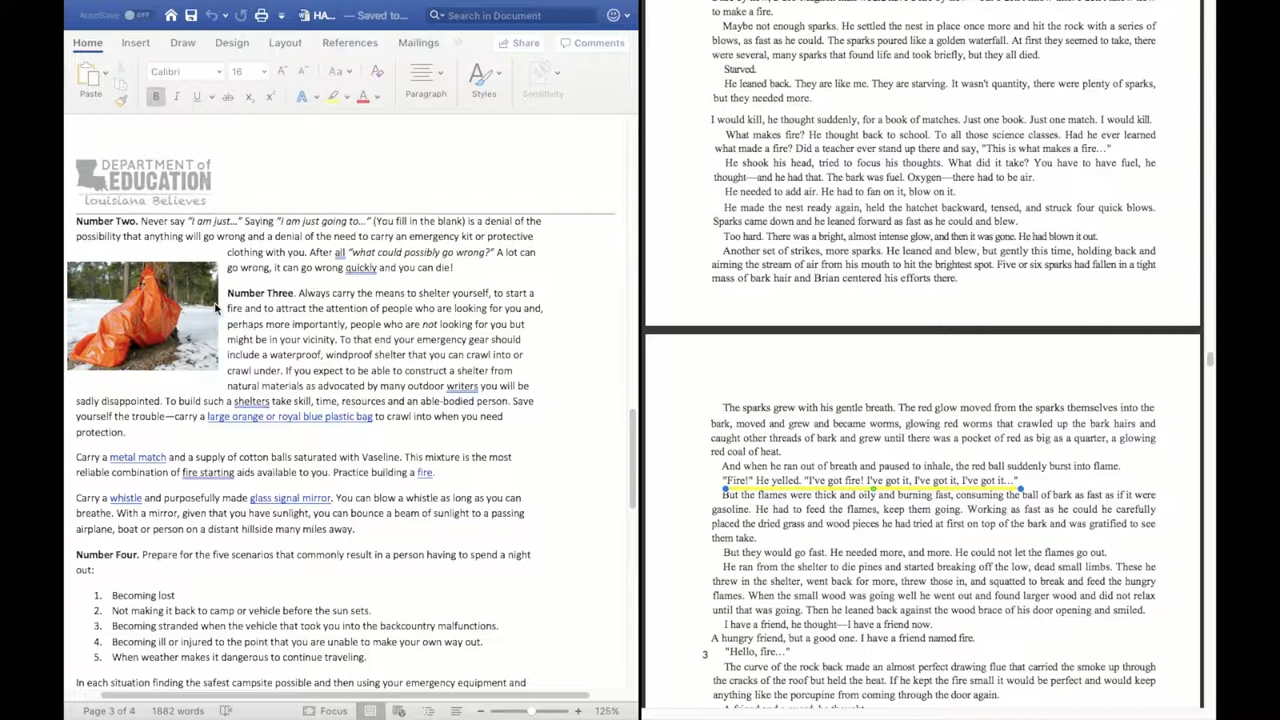 AutoSave OFF HA... — Saved to... Search in Document
Home Insert Draw Design Layout References Mailings Share Comments
Calibri 16 Aa
Paste B I U ab x2 x2 A A Paragraph Styles Sensitivity
DEPARTMENT of
EDUCATION
Louisiana Believes
Number Two. Never say "I am just..." Saying "I am just going to..." (You fill in the blank) is a denial of the
possibility that anything will go wrong and a denial of the need to carry an emergency kit or protective
clothing with you. After all "what could possibly go wrong?" A lot can
go wrong, it can go wrong quickly and you can die!
Number Three. Always carry the means to shelter yourself, to start a
fire and to attract the attention of people who are looking for you and,
perhaps more importantly, people who are not looking for you but
might be in your vicinity. To that end your emergency gear should
include a waterproof, windproof shelter that you can crawl into or
crawl under. If you expect to be able to construct a shelter from
natural materials as advocated by many outdoor writers you will be
sadly disappointed. To build such a shelters take skill, time, resources and an able-bodied person. Save
yourself the trouble—carry a large orange or royal blue plastic bag to crawl into when you need
protection.
Carry a metal match and a supply of cotton balls saturated with Vaseline. This mixture is the most
reliable combination of fire starting aids available to you. Practice building a fire.
Carry a whistle and purposefully made glass signal mirror. You can blow a whistle as long as you can
breathe. With a mirror, given that you have sunlight, you can bounce a beam of sunlight to a passing
airplane, boat or person on a distant hillside many miles away.
Number Four. Prepare for the five scenarios that commonly result in a person having to spend a night
out:
1. Becoming lost
2. Not making it back to camp or vehicle before the sun sets.
3. Becoming stranded when the vehicle that took you into the backcountry malfunctions.
4. Becoming ill or injured to the point that you are unable to make your own way out.
5. When weather makes it dangerous to continue traveling.
In each situation finding the safest campsite possible and then using your emergency equipment and
Page 3 of 4 1882 words Focus 125%
to make a fire.
Maybe not enough sparks. He settled the nest in place once more and hit the rock with a series of
blows, as fast as he could. The sparks poured like a golden waterfall. At first they seemed to take, there
were several, many sparks that found life and took briefly, but they all died.
Starved.
He leaned back. They are like me. They are starving. It wasn't quantity, there were plenty of sparks,
but they needed more.
I would kill, he thought suddenly, for a book of matches. Just one book. Just one match. I would kill.
What makes fire? He thought back to school. To all those science classes. Had he ever learned
what made a fire? Did a teacher ever stand up there and say, "This is what makes a fire..."
He shook his head, tried to focus his thoughts. What did it take? You have to have fuel, he
thought—and he had that. The bark was fuel. Oxygen—there had to be air.
He needed to add air. He had to fan on it, blow on it.
He made the nest ready again, held the hatchet backward, tensed, and struck four quick blows.
Sparks came down and he leaned forward as fast as he could and blew.
Too hard. There was a bright, almost intense glow, and then it was gone. He had blown it out.
Another set of strikes, more sparks. He leaned and blew, but gently this time, holding back and
aiming the stream of air from his mouth to hit the brightest spot. Five or six sparks had fallen in a tight
mass of bark hair and Brian centered his efforts there.
The sparks grew with his gentle breath. The red glow moved from the sparks themselves into the
bark, moved and grew and became worms, glowing red worms that crawled up the bark hairs and
caught other threads of bark and grew until there was a pocket of red as big as a quarter, a glowing
red coal of heat.
And when he ran out of breath and paused to inhale, the red ball suddenly burst into flame.
"Fire!" He yelled. "I've got fire! I've got it, I've got it, I've got it..."
But the flames were thick and oily and burning fast, consuming the ball of bark as fast as if it were
gasoline. He had to feed the flames, keep them going. Working as fast as he could he carefully
placed the dried grass and wood pieces he had tried at first on top of the bark and was gratified to see
them take.
But they would go fast. He needed more, and more. He could not let the flames go out.
He ran from the shelter to die pines and started breaking off the low, dead small limbs. These he
threw in the shelter, went back for more, threw those in, and squatted to break and feed the hungry
flames. When the small wood was going well he went out and found larger wood and did not relax
until that was going. Then he leaned back against the wood brace of his door opening and smiled.
I have a friend, he thought—I have a friend now.
A hungry friend, but a good one. I have a friend named fire.
"Hello, fire..."
3
The curve of the rock back made an almost perfect drawing flue that carried the smoke up through
the cracks of the roof but held the heat. If he kept the fire small it would be perfect and would keep
anything like the porcupine from coming through the door again.